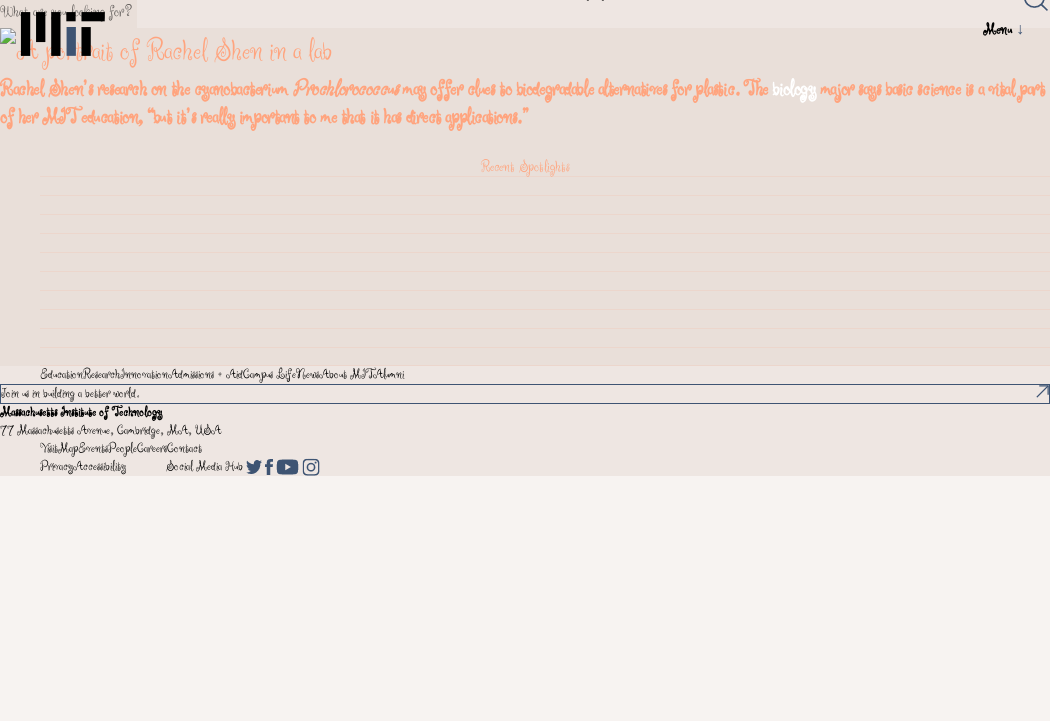 What are you looking for?
MIT
Menu ↓
A portrait of Rachel Shen in a lab
Rachel Shen's research on the cyanobacterium Prochlorococcus may offer clues to biodegradable alternatives for plastic. The biology major says basic science is a vital part
of her MIT education, “but it's really important to me that it has direct applications.”
Recent Spotlights
EducationResearchInnovationAdmissions + AidCampus LifeNewsAbout MITAlumni
Join us in building a better world.
Massachusetts Institute of Technology
77 Massachusetts Avenue, Cambridge, MA, USA
VisitMapEventsPeopleCareersContact
PrivacyAccessibility Social Media Hub